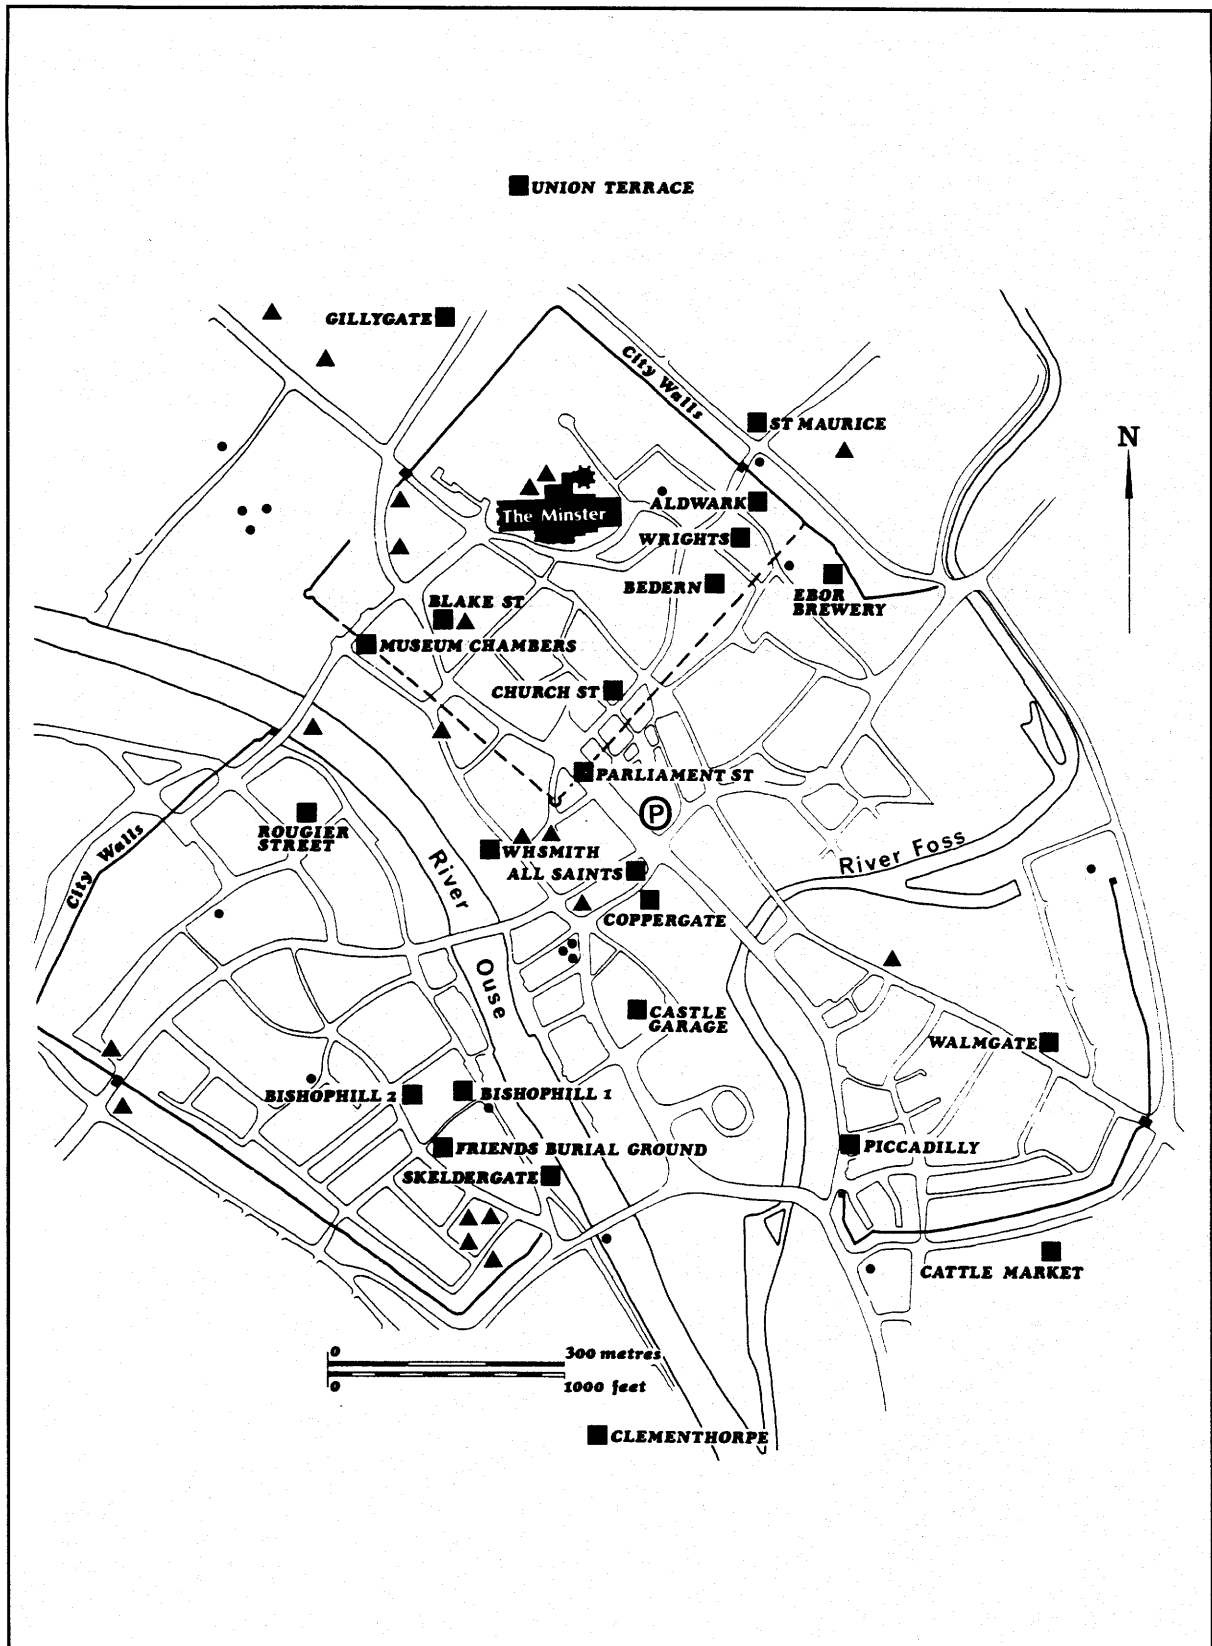 UNION TERRACE
GILLYGATE
City Walls
ST MAURICE
N
The Minster
ALDWARK
WRIGHTS
BEDERN
EBOR
BREWERY
BLAKE ST
MUSEUM CHAMBERS
CHURCH ST
PARLIAMENT ST
P
ROUGIER
STREET
City Walls
River
WHSMITH
ALL SAINTS
River Foss
COPPERGATE
Ouse
CASTLE
GARAGE
WALMGATE
BISHOPHILL 2
BISHOPHILL 1
FRIENDS BURIAL GROUND
PICCADILLY
SKELDERGATE
CATTLE MARKET
0
300 metres
0
1000 feet
CLEMENTHORPE